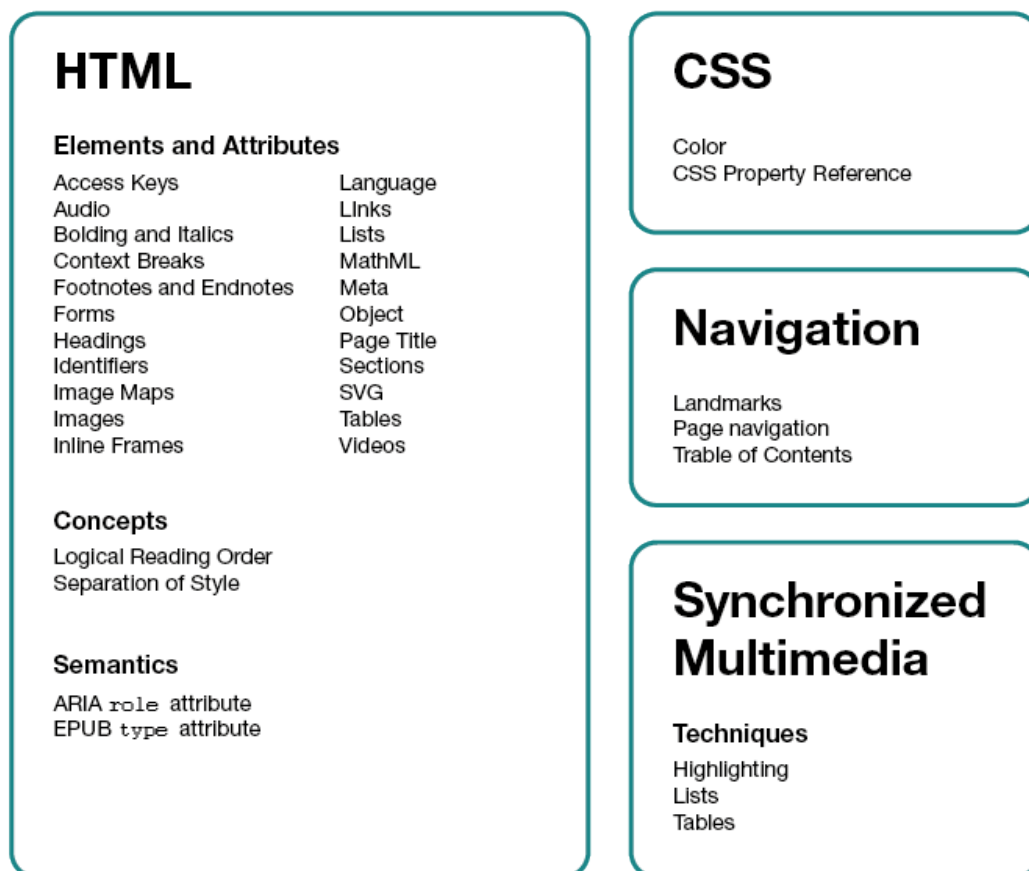 HTML
Elements and Attributes
Access Keys
Audio
Bolding and Italics
Context Breaks
Footnotes and Endnotes
Forms
Headings
Identifiers
Image Maps
Images
Inline Frames
Language
LInks
Lists
MathML
Meta
Object
Page Title
Sections
SVG
Tables
Videos
Concepts
Logical Reading Order
Separation of Style
Semantics
ARIA role attribute
EPUB type attribute
CSS
Color
CSS Property Reference
Navigation
Landmarks
Page navigation
Trable of Contents
Synchronized
Multimedia
Techniques
Highlighting
Lists
Tables